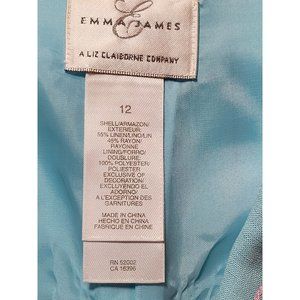 E
EMMA JAMES
A LIZ CLAIBORNE COMPANY
12
SHELL/ARMAZON/
EXTERIEUR
55% LINEN/LINO/LIN
45% RAYON/
RAYONNE
LINING/FORRO/
DOUBLURE
100% POLYESTER/
POLIESTER
EXCLUSIVE OF
DECORATION/
EXCLUYENDO EL
ADORNO/
A L'EXCEPTION DES
GARNITURES
MADE IN CHINA
HECHO EN CHINA
FABRIQUE EN CHINE
RN 52002
CA 16396